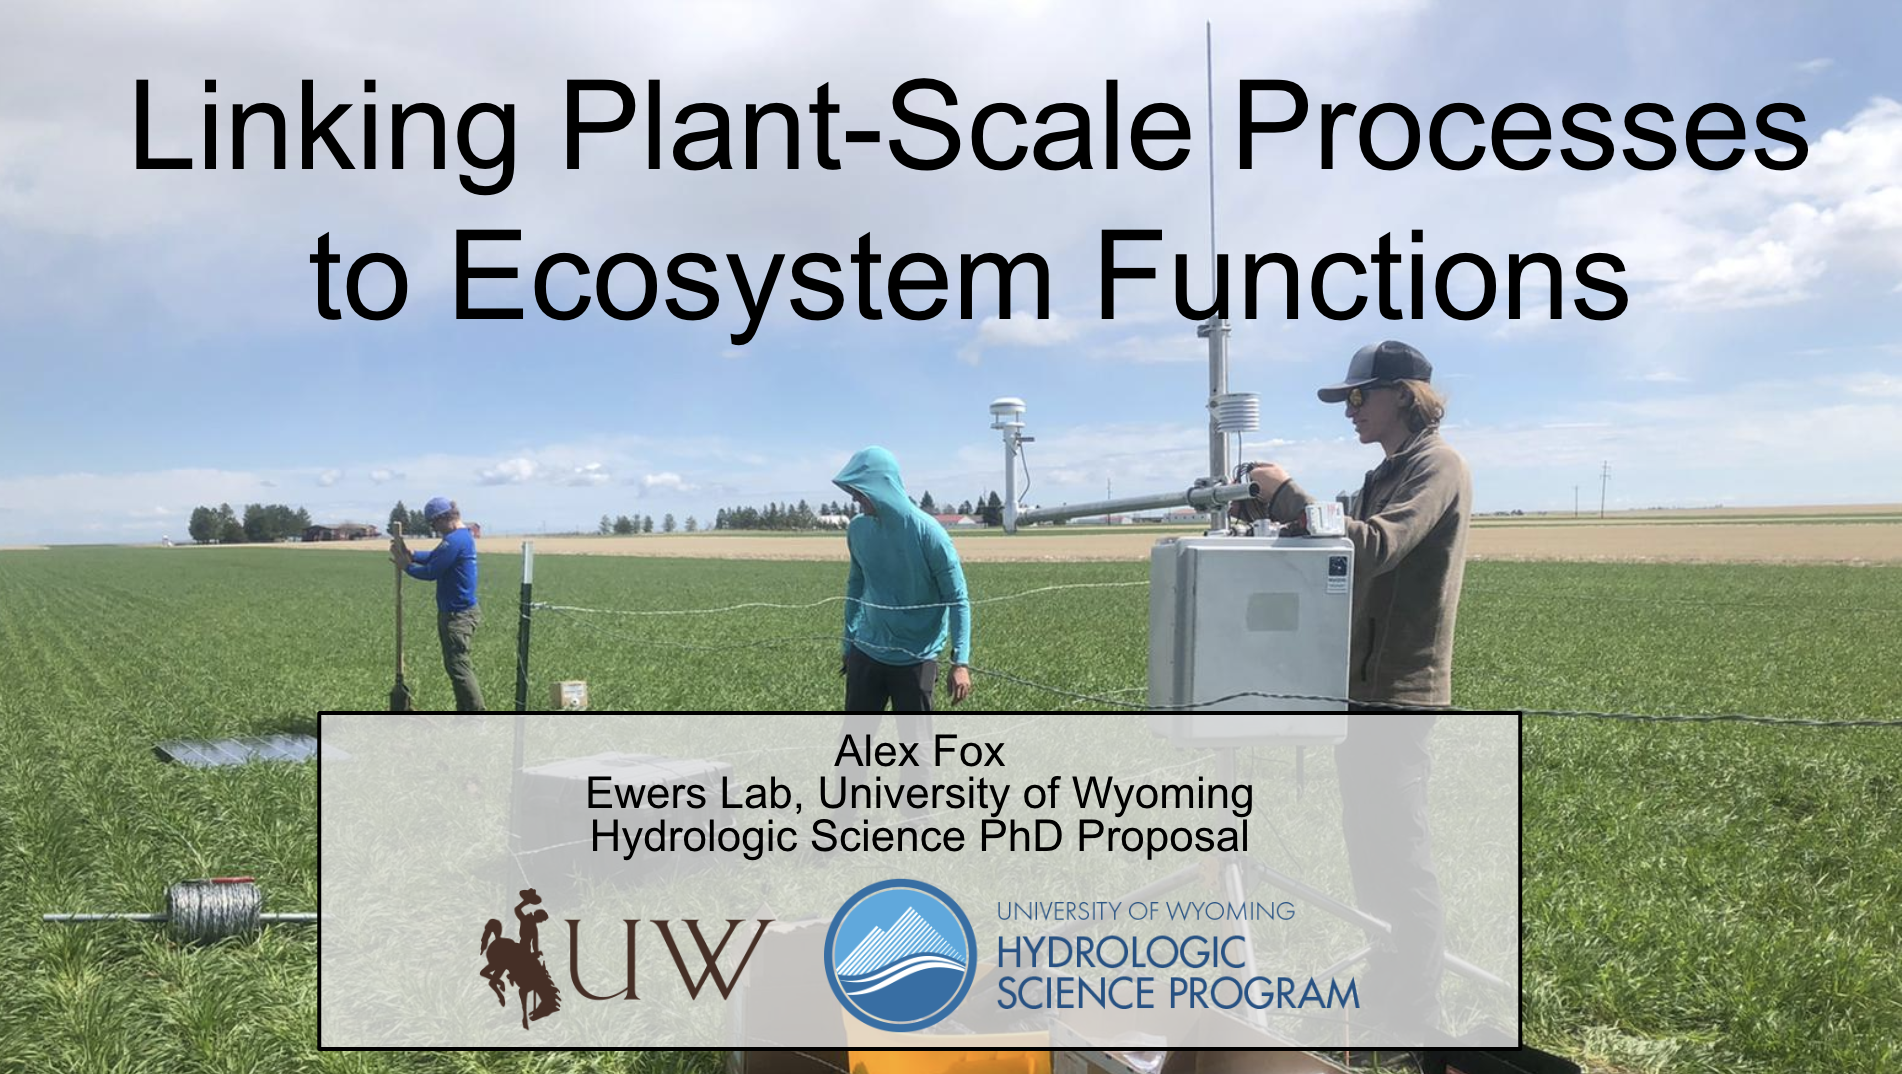 Linking Plant-Scale Processes
to Ecosystem Functions
Alex Fox
Ewers Lab, University of Wyoming
Hydrologic Science PhD Proposal
UW
UNIVERSITY OF WYOMING
HYDROLOGIC
SCIENCE PROGRAM